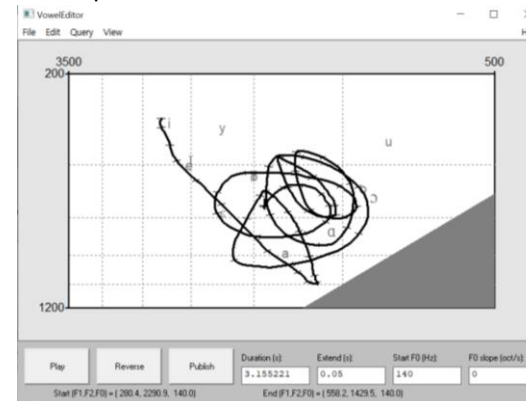 VowelEditor
File Edit Query View
3500 500
200
i y u
e
ɔ
ɑ
a
1200
Play Reverse Publish
Duration (s): Extend (s): Start F0 (Hz): F0 slope (oct/s):
3.155221 0.05 140 0
Start (F1,F2,F0) = ( 280.4, 2290.9, 140.0) End (F1,F2,F0) = ( 558.2, 1429.5, 140.0)